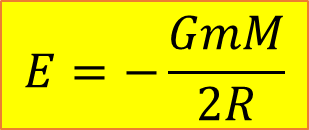 E = − GmM / 2R